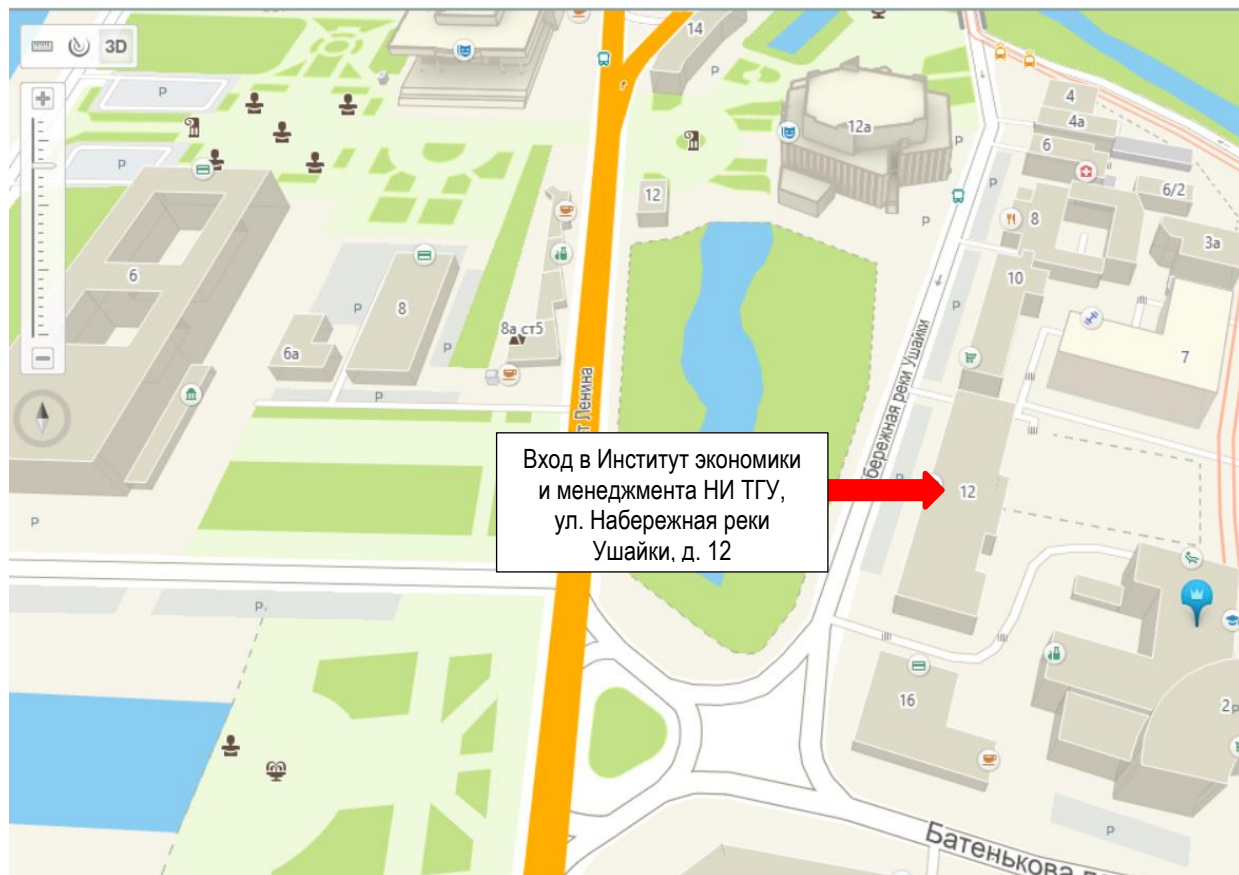 3D
14
P
P
12а
4
4а
6
6/2
12
P
P
P
8
3а
6
P
10
P
8
8а ст5
6а
P
P
7
Набережная реки Ушайки
т Ленина
Вход в Институт экономики
и менеджмента НИ ТГУ,
ул. Набережная реки
Ушайки, д. 12
P
12
P
P
16
2
P
P
Батенькова